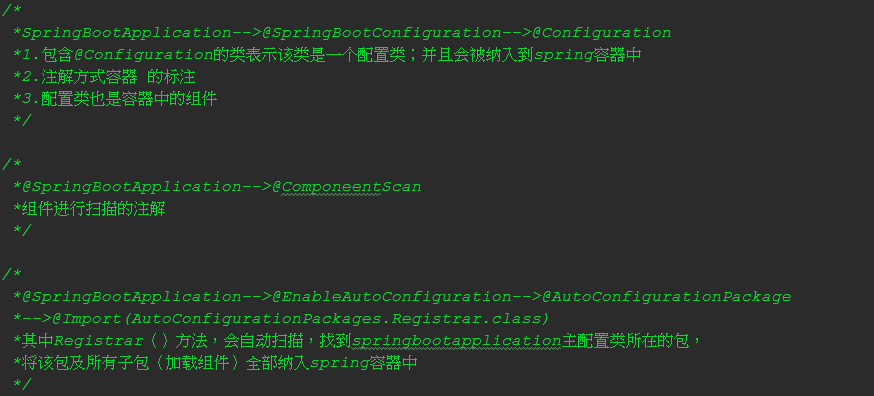 /*
*SpringBootApplication-->@SpringBootConfiguration-->@Configuration
*1.包含@Configuration的类表示该类是一个配置类；并且会被纳入到spring容器中
*2.注解方式容器 的标注
*3.配置类也是容器中的组件
*/
/*
*@SpringBootApplication-->@ComponeentScan
*组件进行扫描的注解
*/
/*
*@SpringBootApplication-->@EnableAutoConfiguration-->@AutoConfigurationPackage
*-->@Import(AutoConfigurationPackages.Registrar.class)
*其中Registrar（）方法，会自动扫描，找到springbootapplication主配置类所在的包，
*将该包及所有子包（加载组件）全部纳入spring容器中
*/